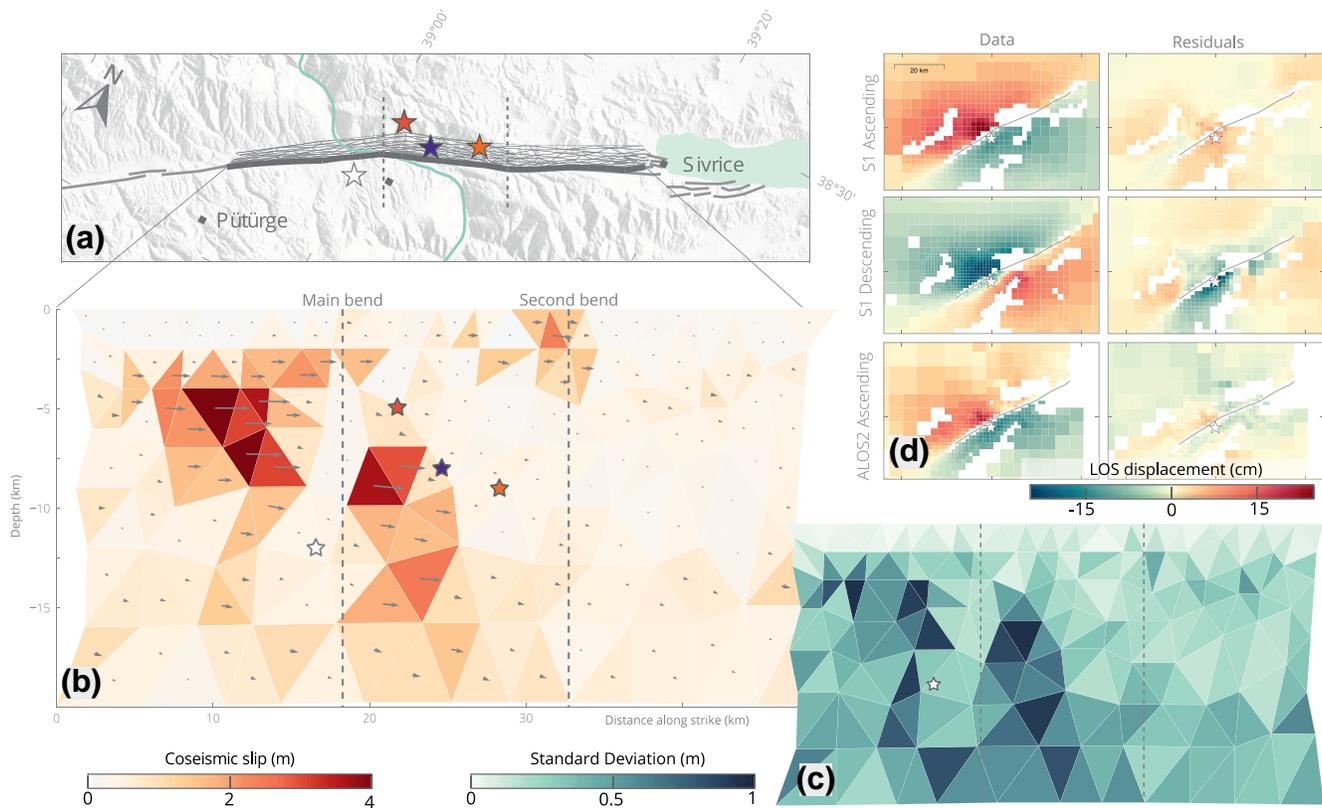 39°00'
39°20'
N
Sivrice
38°30'
Pütürge
(a)
Data
Residuals
20 km
S1 Ascending
S1 Descending
ALOS2 Ascending
(d)
LOS displacement (cm)
-15
0
15
Main bend
Second bend
0
−5
−10
−15
Depth (km)
(b)
0
10
20
30
Distance along strike (km)
Coseismic slip (m)
0
2
4
Standard Deviation (m)
0
0.5
1
(c)